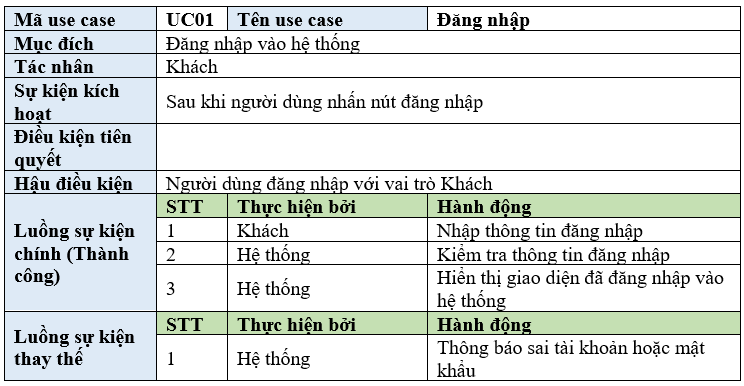 Mã use case UC01 Tên use case Đăng nhập
Mục đích Đăng nhập vào hệ thống
Tác nhân Khách
Sự kiện kích
hoạt
Sau khi người dùng nhấn nút đăng nhập
Điều kiện tiên
quyết
Hậu điều kiện Người dùng đăng nhập với vai trò Khách
Luồng sự kiện
chính (Thành
công)
STT Thực hiện bởi Hành động
1 Khách Nhập thông tin đăng nhập
2 Hệ thống Kiểm tra thông tin đăng nhập
3 Hệ thống Hiển thị giao diện đã đăng nhập vào
hệ thống
Luồng sự kiện
thay thế
STT Thực hiện bởi Hành động
1 Hệ thống Thông báo sai tài khoản hoặc mật
khẩu